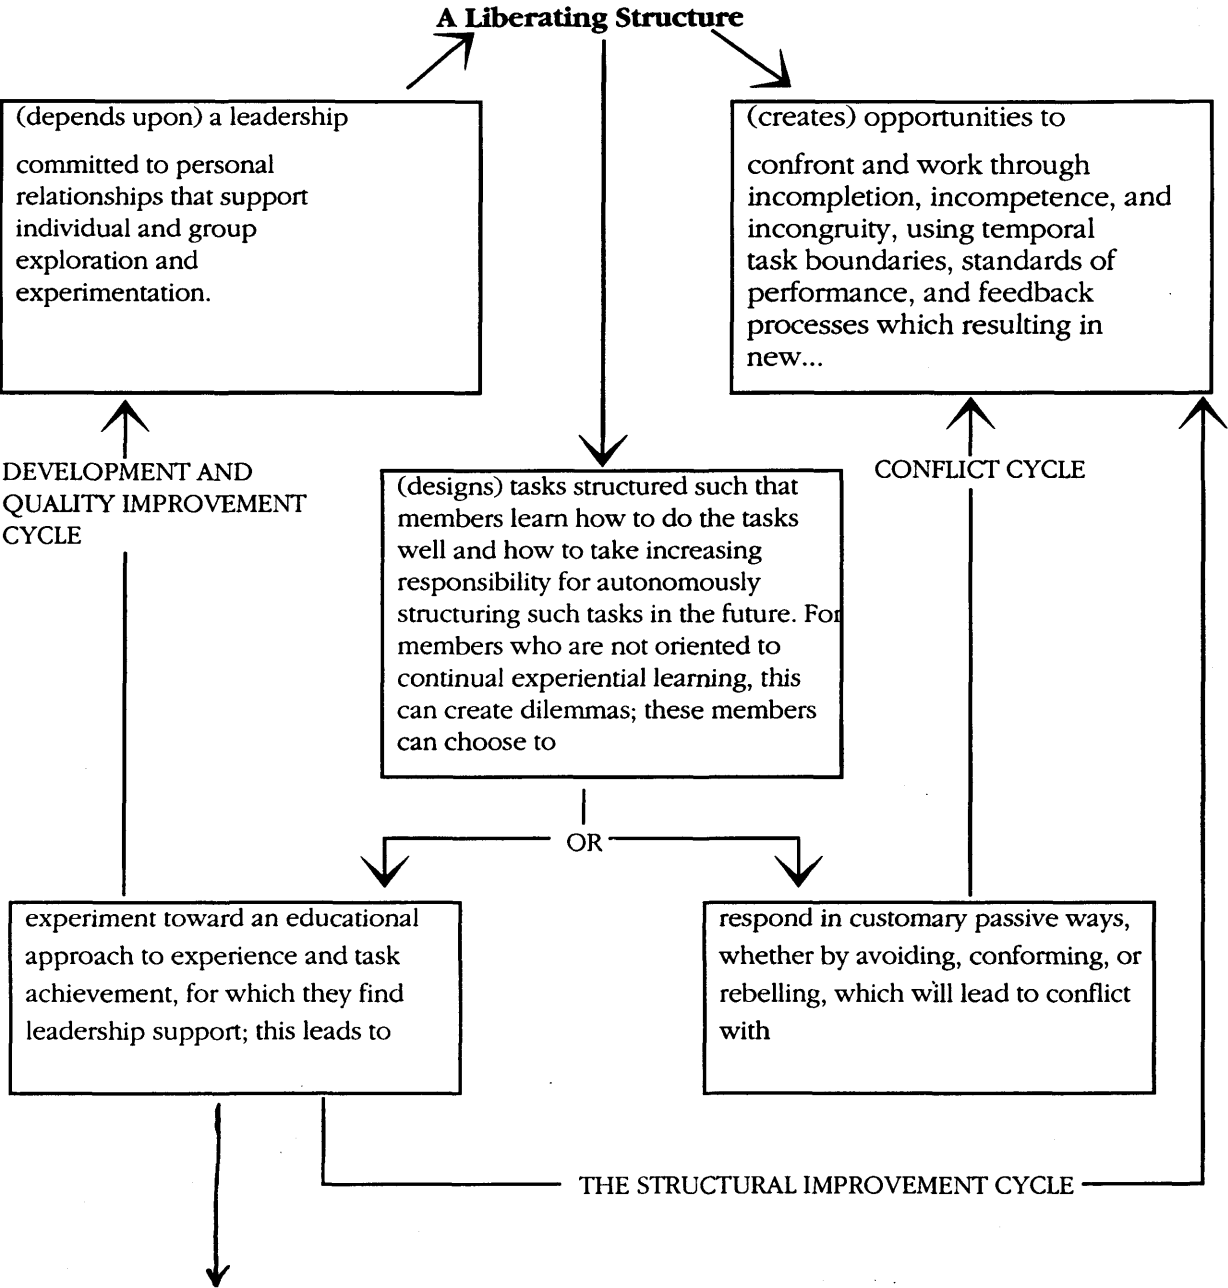 A Liberating Structure
(depends upon) a leadership
committed to personal
relationships that support
individual and group
exploration and
experimentation.
(creates) opportunities to
confront and work through
incompletion, incompetence, and
incongruity, using temporal
task boundaries, standards of
performance, and feedback
processes which resulting in
new...
DEVELOPMENT AND
QUALITY IMPROVEMENT
CYCLE
CONFLICT CYCLE
(designs) tasks structured such that
members learn how to do the tasks
well and how to take increasing
responsibility for autonomously
structuring such tasks in the future. For
members who are not oriented to
continual experiential learning, this
can create dilemmas; these members
can choose to
OR
experiment toward an educational
approach to experience and task
achievement, for which they find
leadership support; this leads to
respond in customary passive ways,
whether by avoiding, conforming, or
rebelling, which will lead to conflict
with
THE STRUCTURAL IMPROVEMENT CYCLE